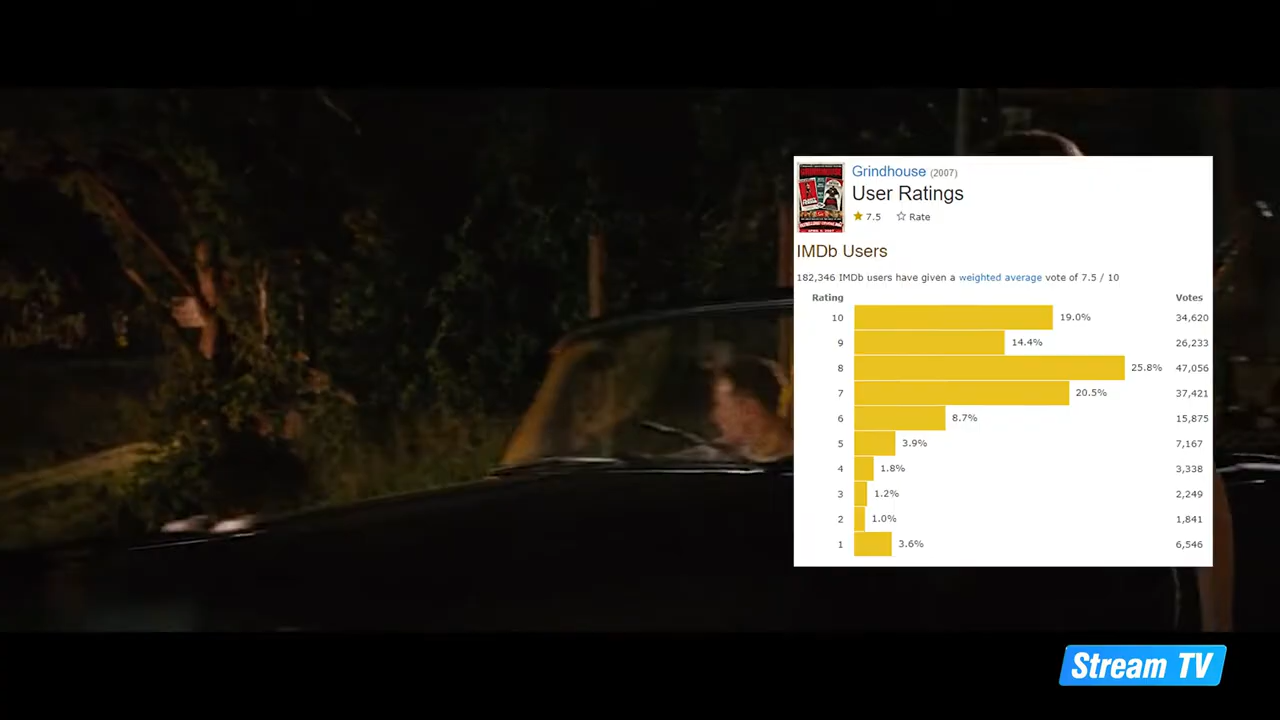 Grindhouse (2007)
User Ratings
7.5 Rate
IMDb Users
182,346 IMDb users have given a weighted average vote of 7.5 / 10
Rating Votes
10 19.0% 34,620
9 14.4% 26,233
8 25.8% 47,056
7 20.5% 37,421
6 8.7% 15,875
5 3.9% 7,167
4 1.8% 3,338
3 1.2% 2,249
2 1.0% 1,841
1 3.6% 6,546
Stream TV